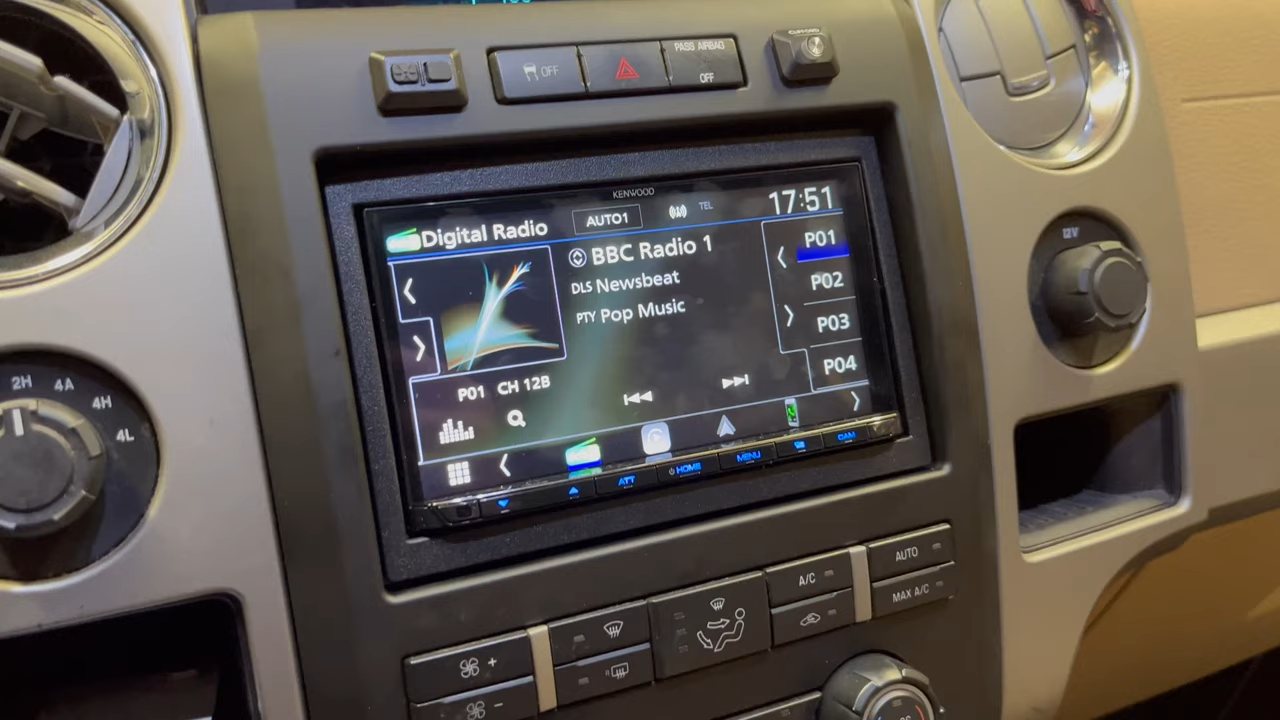 CLIFFORD
OFF
PASS AIRBAG
OFF
KENWOOD
Digital Radio
AUTO1
TEL
17:51
BBC Radio 1
DLS Newsbeat
PTY Pop Music
P01
P02
P03
P04
P01 CH 12B
ATT
HOME
MENU
CAM
12V
2H
4A
4H
4L
A/C
AUTO
MAX A/C